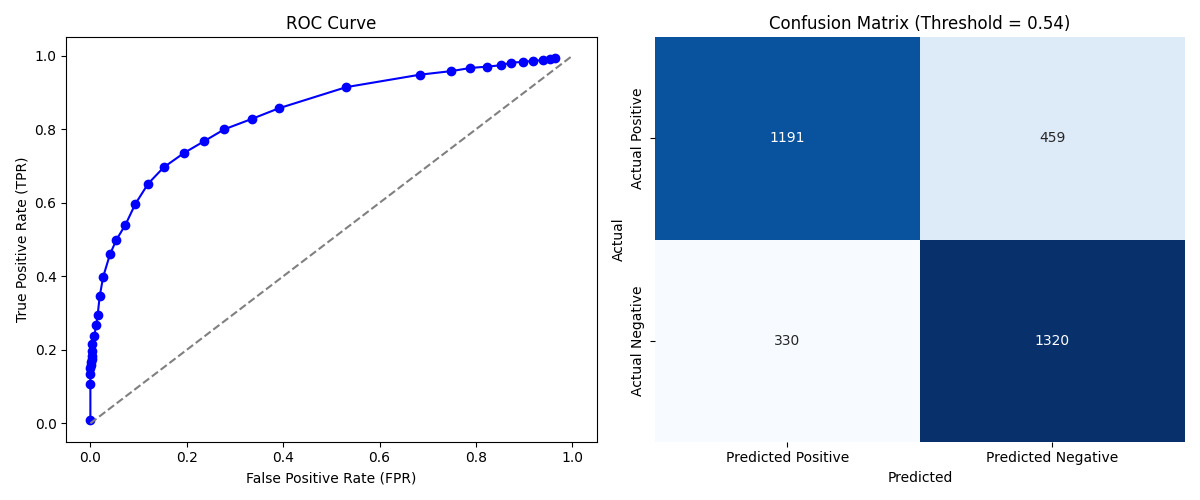 ROC Curve
True Positive Rate (TPR)
1.0
0.8
0.6
0.4
0.2
0.0
0.0 0.2 0.4 0.6 0.8 1.0
False Positive Rate (FPR)
Confusion Matrix (Threshold = 0.54)
Actual
Actual Positive
1191 459
Actual Negative
330 1320
Predicted Positive Predicted Negative
Predicted